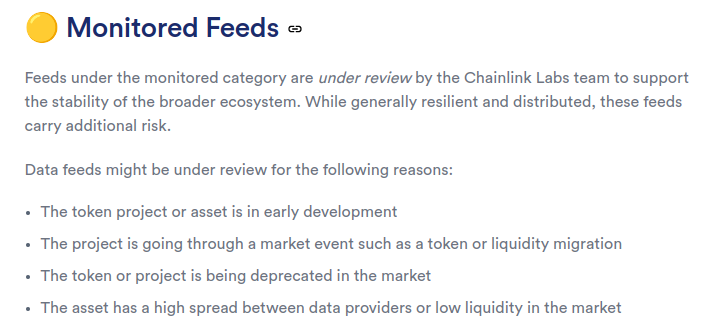 Monitored Feeds
Feeds under the monitored category are under review by the Chainlink Labs team to support
the stability of the broader ecosystem. While generally resilient and distributed, these feeds
carry additional risk.
Data feeds might be under review for the following reasons:
• The token project or asset is in early development
• The project is going through a market event such as a token or liquidity migration
• The token or project is being deprecated in the market
• The asset has a high spread between data providers or low liquidity in the market